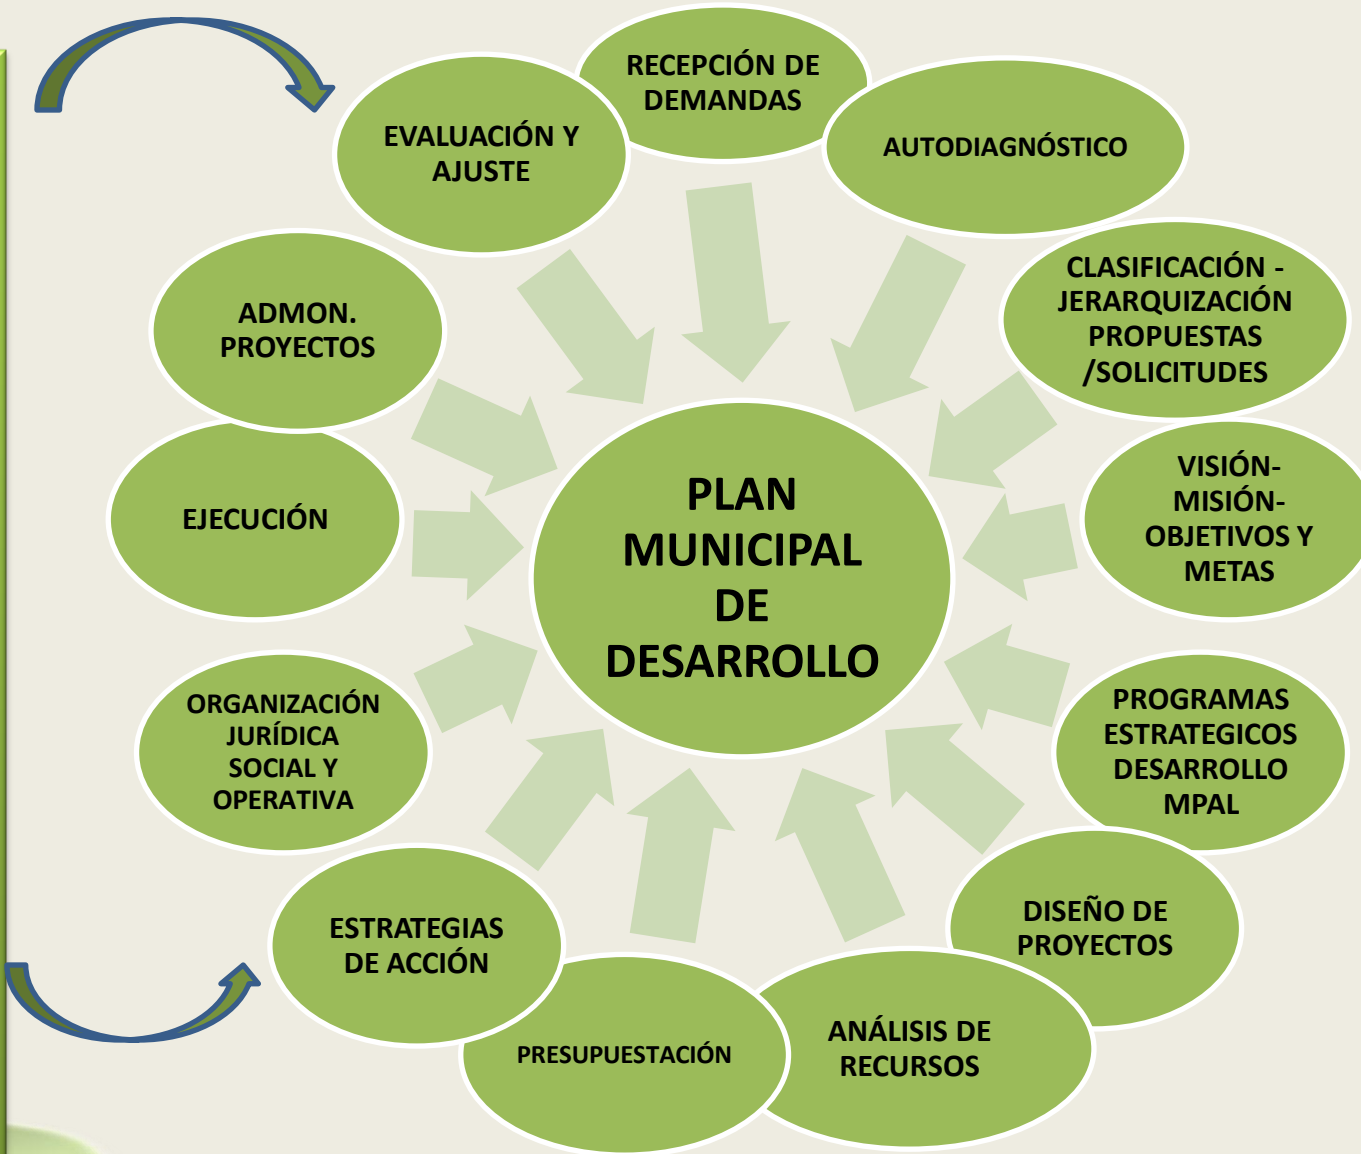 RECEPCIÓN DE
DEMANDAS
AUTODIAGNÓSTICO
CLASIFICACIÓN -
JERARQUIZACIÓN
PROPUESTAS
/SOLICITUDES
VISIÓN-
MISIÓN-
OBJETIVOS Y
METAS
PROGRAMAS
ESTRATEGICOS
DESARROLLO
MPAL
DISEÑO DE
PROYECTOS
ANÁLISIS DE
RECURSOS
PRESUPUESTACIÓN
ESTRATEGIAS
DE ACCIÓN
ORGANIZACIÓN
JURÍDICA
SOCIAL Y
OPERATIVA
EJECUCIÓN
ADMON.
PROYECTOS
EVALUACIÓN Y
AJUSTE
PLAN
MUNICIPAL
DE
DESARROLLO